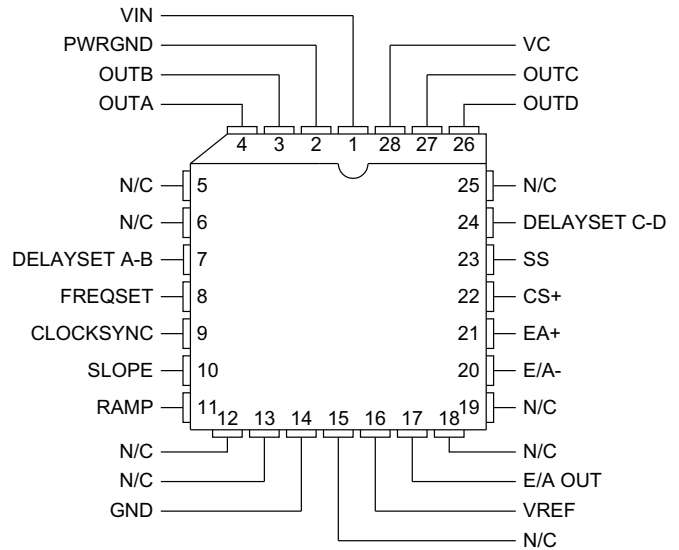 VIN
PWRGND VC
OUTB OUTC
OUTA OUTD
4 3 2 1 28 27 26
N/C 5 25 N/C
N/C 6 24 DELAYSET C-D
DELAYSET A-B 7 23 SS
FREQSET 8 22 CS+
CLOCKSYNC 9 21 EA+
SLOPE 10 20 E/A-
RAMP 11 19 N/C
12 13 14 15 16 17 18
N/C N/C
N/C E/A OUT
GND VREF
N/C